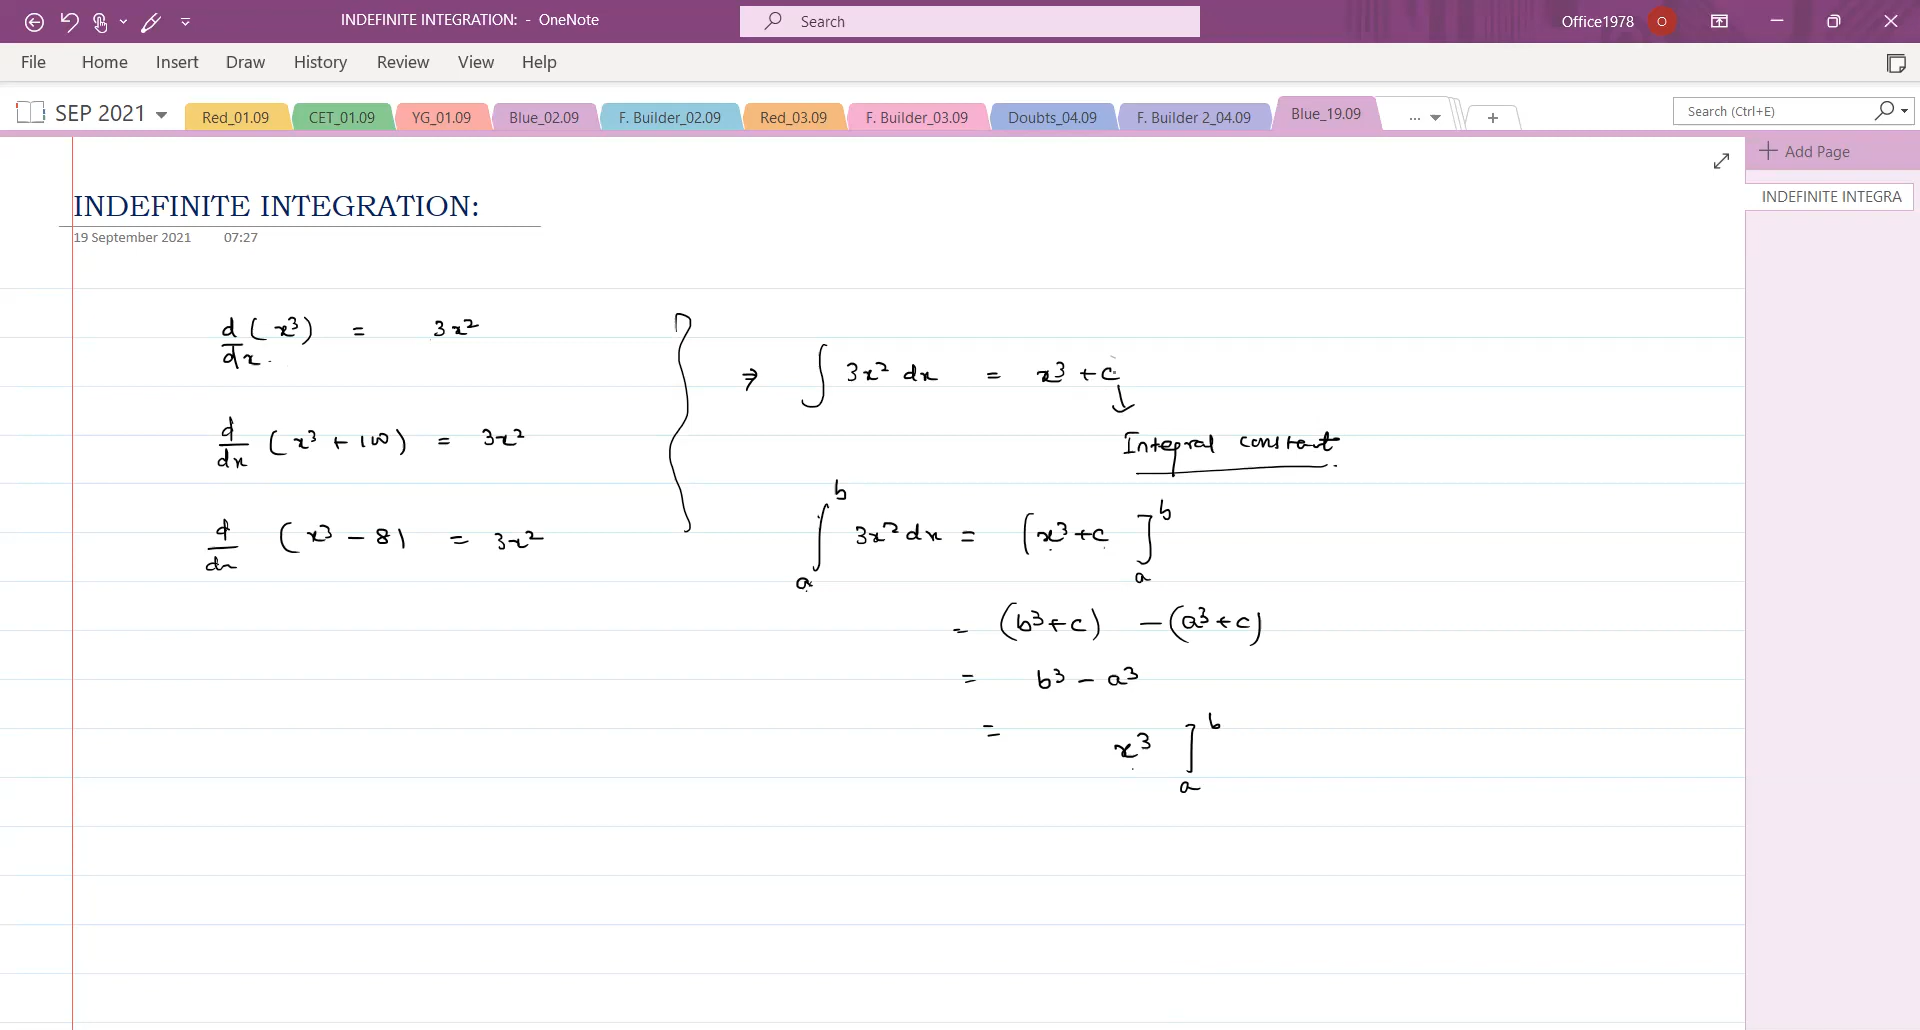 INDEFINITE INTEGRATION: - OneNote
Search
Office1978
O
File Home Insert Draw History Review View Help
SEP 2021
Red_01.09 CET_01.09 YG_01.09 Blue_02.09 F. Builder_02.09 Red_03.09 F. Builder_03.09 Doubts_04.09 F. Builder 2_04.09 Blue_19.09 ... +
Search (Ctrl+E)
Add Page
INDEFINITE INTEGRA
INDEFINITE INTEGRATION:
19 September 2021 07:27
d/dx (x³) = 3x²
d/dx (x³ + 100) = 3x²
d/dx (x³ − 8) = 3x²
⇒ ∫ 3x² dx = x³ + c
Integral constant
∫_a^b 3x² dx = [x³ + c]_a^b
= (b³ + c) − (a³ + c)
= b³ − a³
= x³ ]_a^b